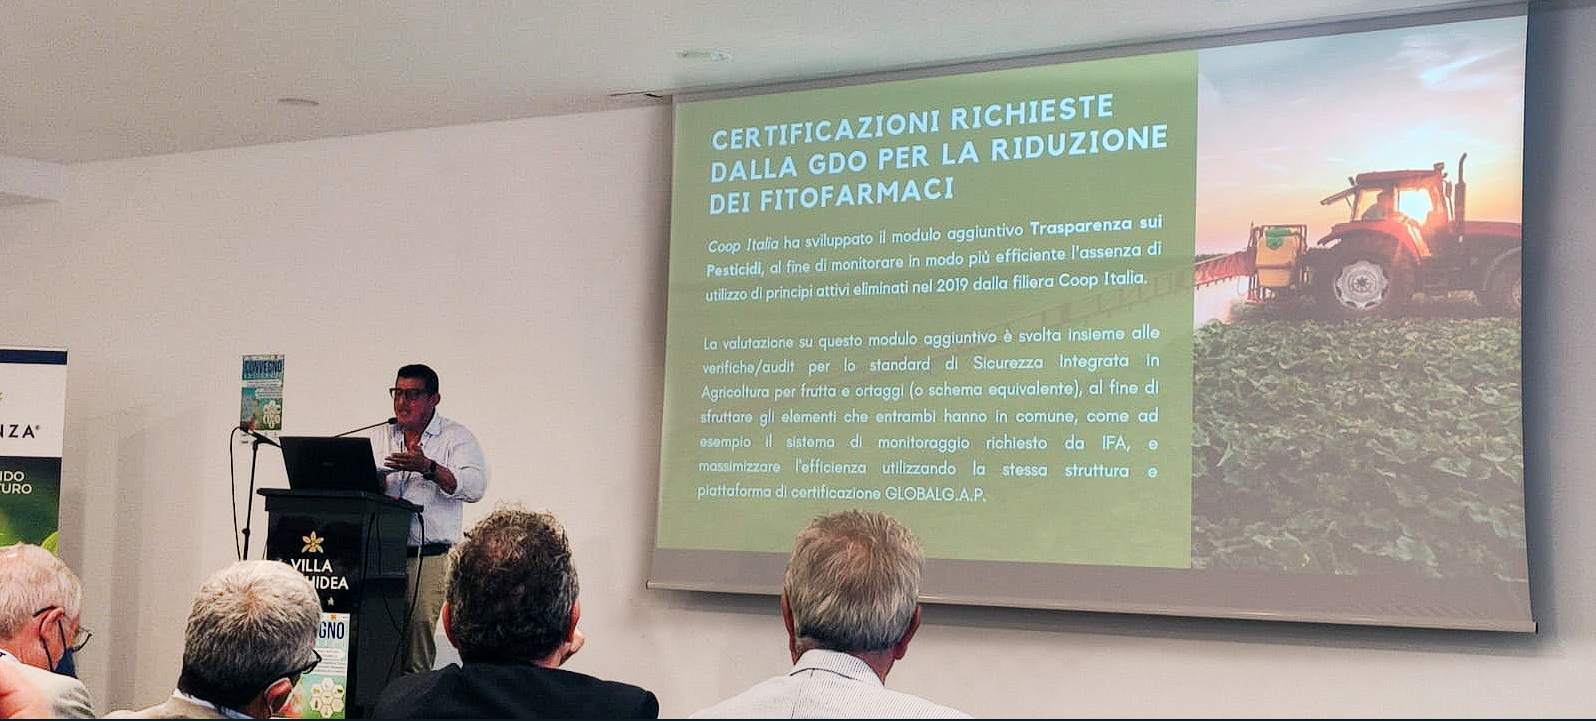 CERTIFICAZIONI RICHIESTE
DALLA GDO PER LA RIDUZIONE
DEI FITOFARMACI
Coop Italia ha sviluppato il modulo aggiuntivo Trasparenza sui
Pesticidi, al fine di monitorare in modo più efficiente l'assenza di
utilizzo di principi attivi eliminati nel 2019 dalla filiera Coop Italia.
La valutazione su questo modulo aggiuntivo è svolta insieme alle
verifiche/audit per lo standard di Sicurezza Integrata in
Agricoltura per frutta e ortaggi (o schema equivalente), al fine di
sfruttare gli elementi che entrambi hanno in comune, come ad
esempio il sistema di monitoraggio richiesto da IFA, e
massimizzare l'efficienza utilizzando la stessa struttura e
piattaforma di certificazione GLOBALG.A.P.
CONVEGNO
NZA®
NDO
TURO
VILLA
HIDEA
GNO